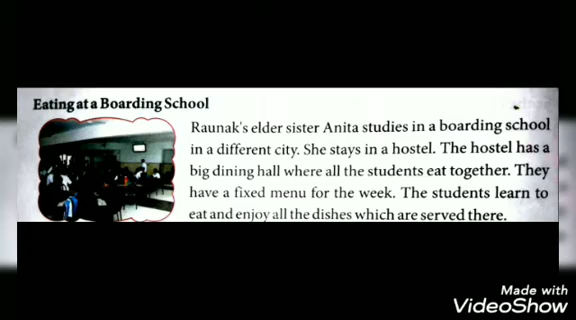 Eating at a Boarding School
Raunak's elder sister Anita studies in a boarding school
in a different city. She stays in a hostel. The hostel has a
big dining hall where all the students eat together. They
have a fixed menu for the week. The students learn to
eat and enjoy all the dishes which are served there.
Made with
VideoShow